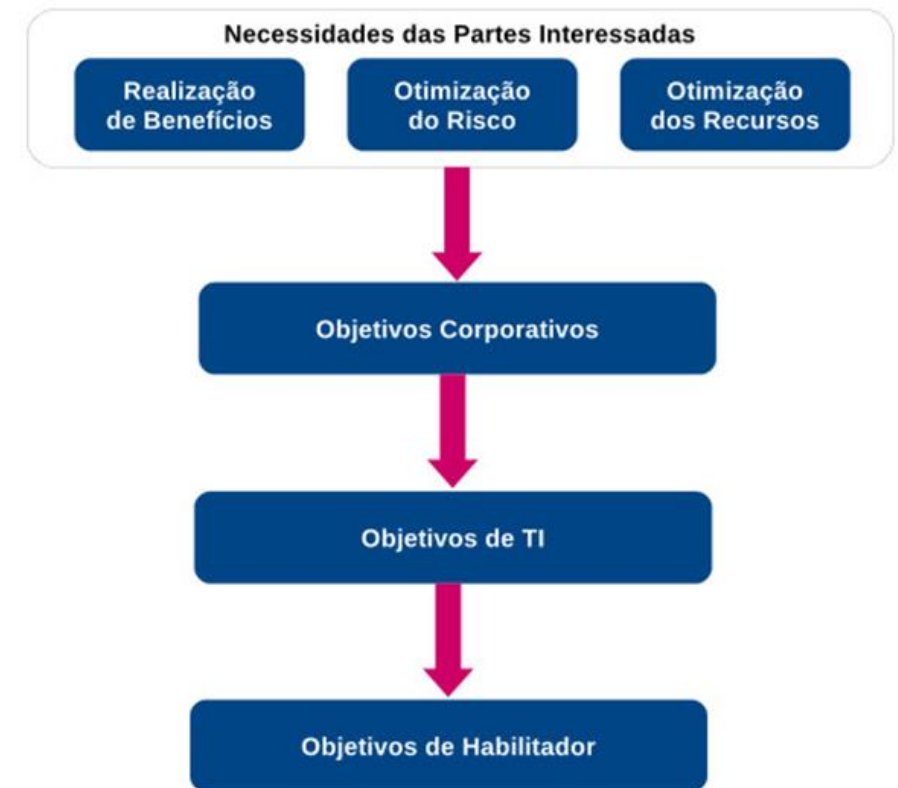 Necessidades das Partes Interessadas
Realização
de Benefícios
Otimização
do Risco
Otimização
dos Recursos
Objetivos Corporativos
Objetivos de TI
Objetivos de Habilitador